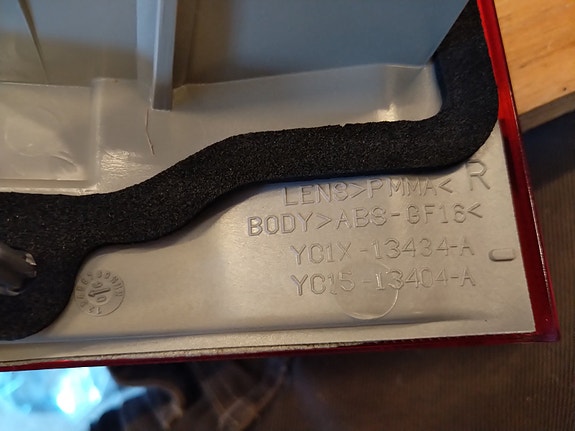 R
LENS>PMMA<
BODY>ABS-GF16<
YC1X-13434-A
YC15-13404-A